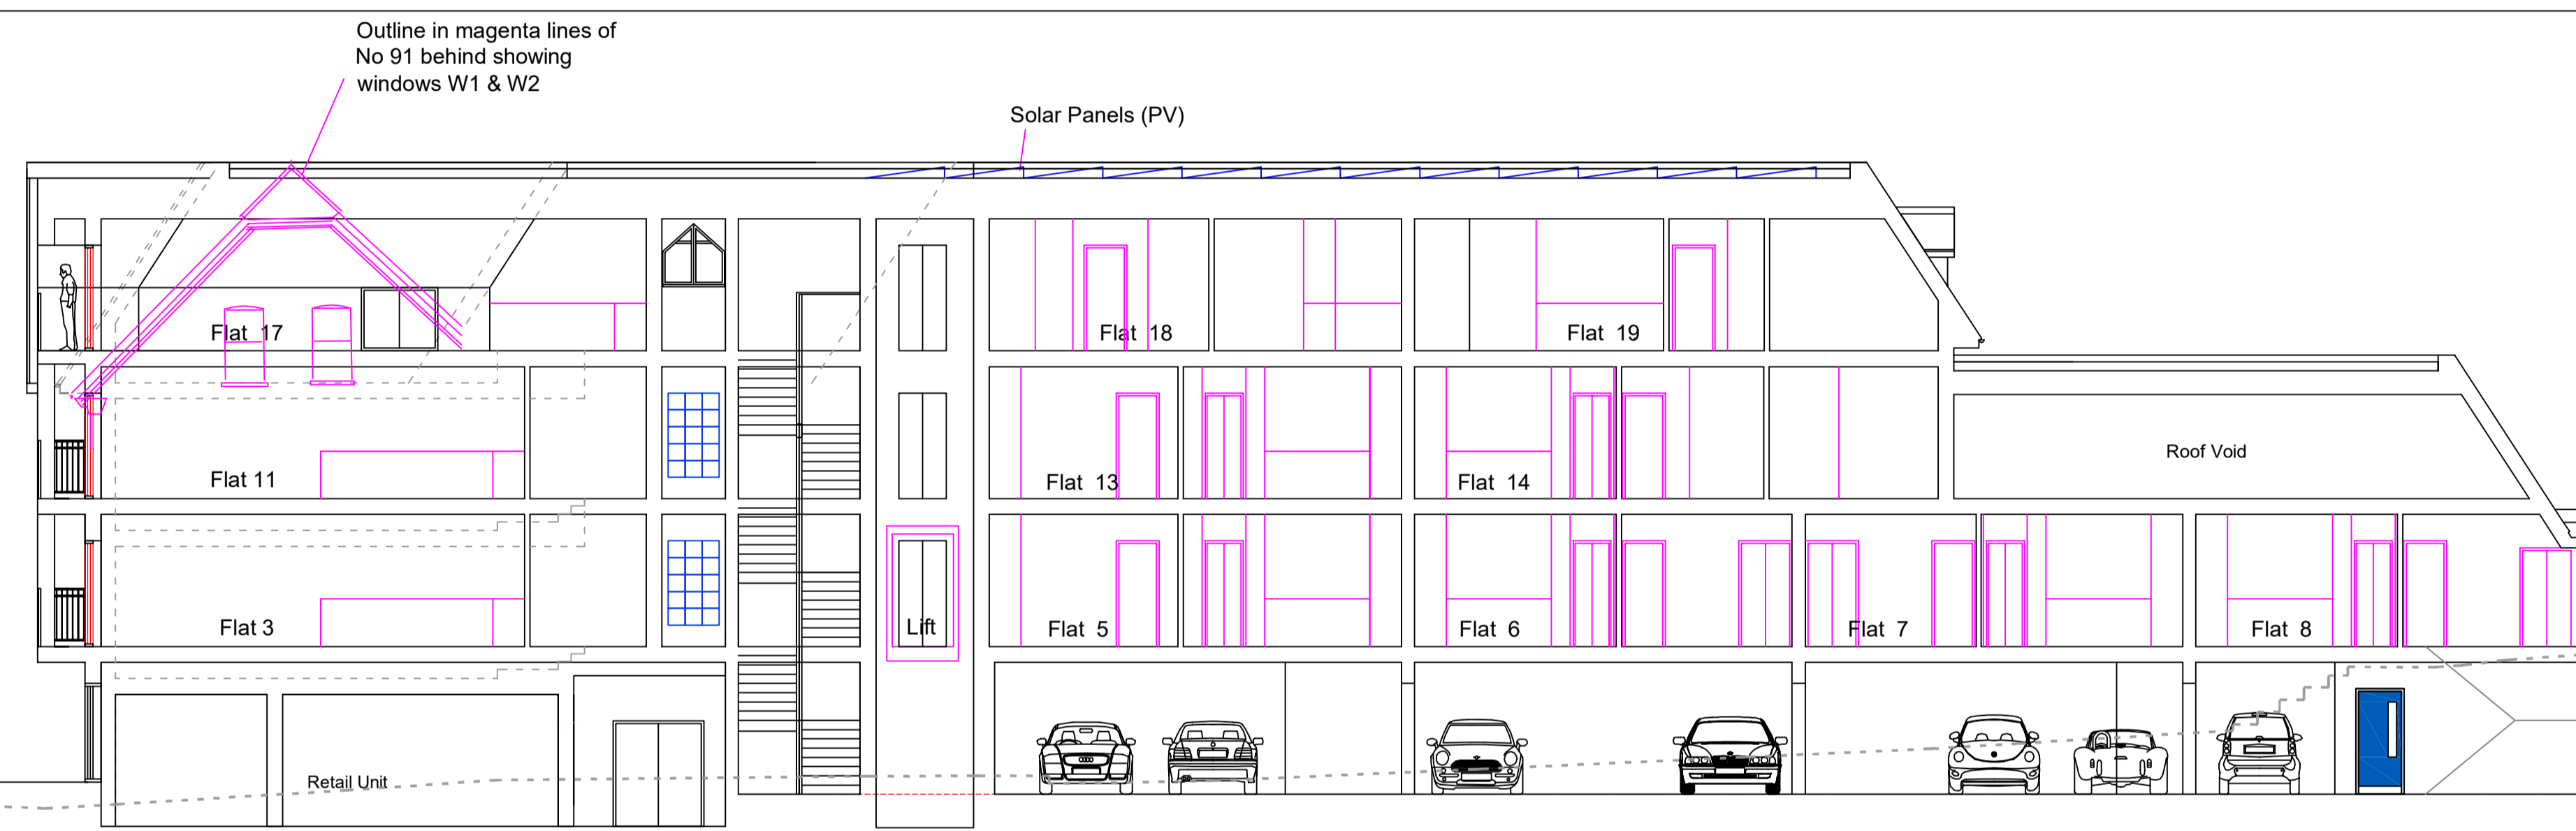 Outline in magenta lines of
No 91 behind showing
windows W1 & W2
Solar Panels (PV)
Flat 17
Flat 18
Flat 19
Flat 11
Flat 13
Flat 14
Roof Void
Flat 3
Lift
Flat 5
Flat 6
Flat 7
Flat 8
Retail Unit